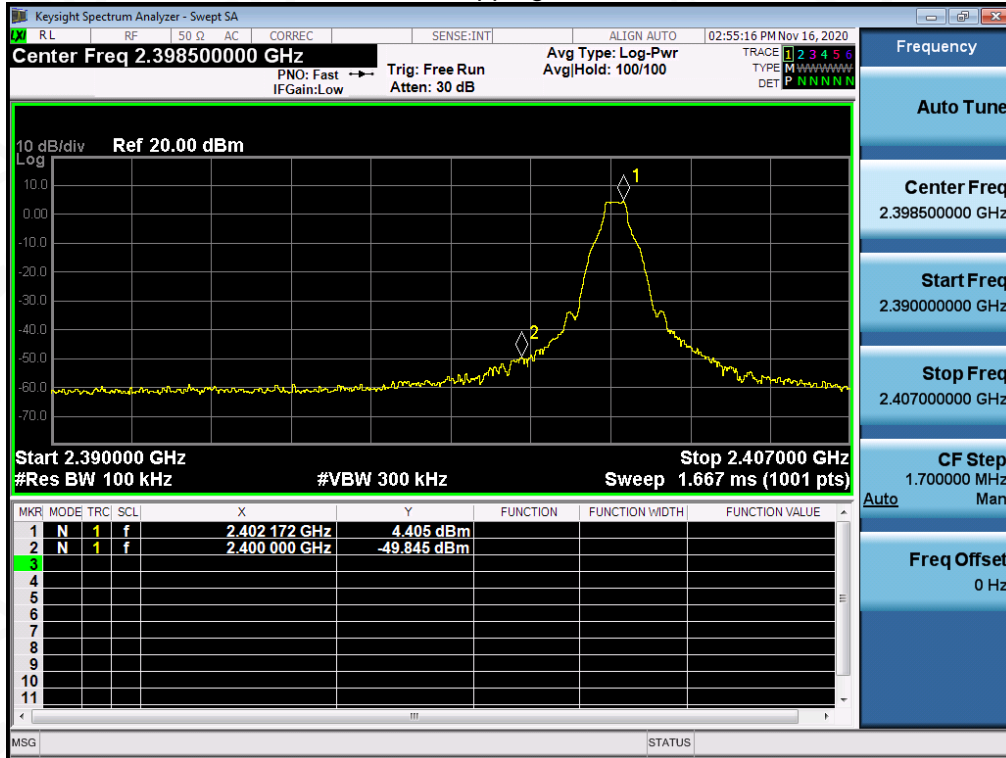 Keysight Spectrum Analyzer - Swept SA
LXI RL RF 50 Ω AC CORREC SENSE:INT ALIGN AUTO 02:55:16 PM Nov 16, 2020
Center Freq 2.398500000 GHz
PNO: Fast
IFGain:Low
Trig: Free Run
Atten: 30 dB
Avg Type: Log-Pwr
Avg|Hold: 100/100
TRACE 1 2 3 4 5 6
TYPE M WWWWW
DET P N N N N N
10 dB/div Ref 20.00 dBm
Log
10.0
0.00
-10.0
-20.0
-30.0
-40.0
-50.0
-60.0
-70.0
1
2
Start 2.390000 GHz Stop 2.407000 GHz
#Res BW 100 kHz #VBW 300 kHz Sweep 1.667 ms (1001 pts)
MKR MODE TRC SCL X Y FUNCTION FUNCTION WIDTH FUNCTION VALUE
1 N 1 f 2.402 172 GHz 4.405 dBm
2 N 1 f 2.400 000 GHz -49.845 dBm
3
4
5
6
7
8
9
10
11
MSG STATUS
Frequency
Auto Tune
Center Freq
2.398500000 GHz
Start Freq
2.390000000 GHz
Stop Freq
2.407000000 GHz
CF Step
1.700000 MHz
Auto Man
Freq Offset
0 Hz